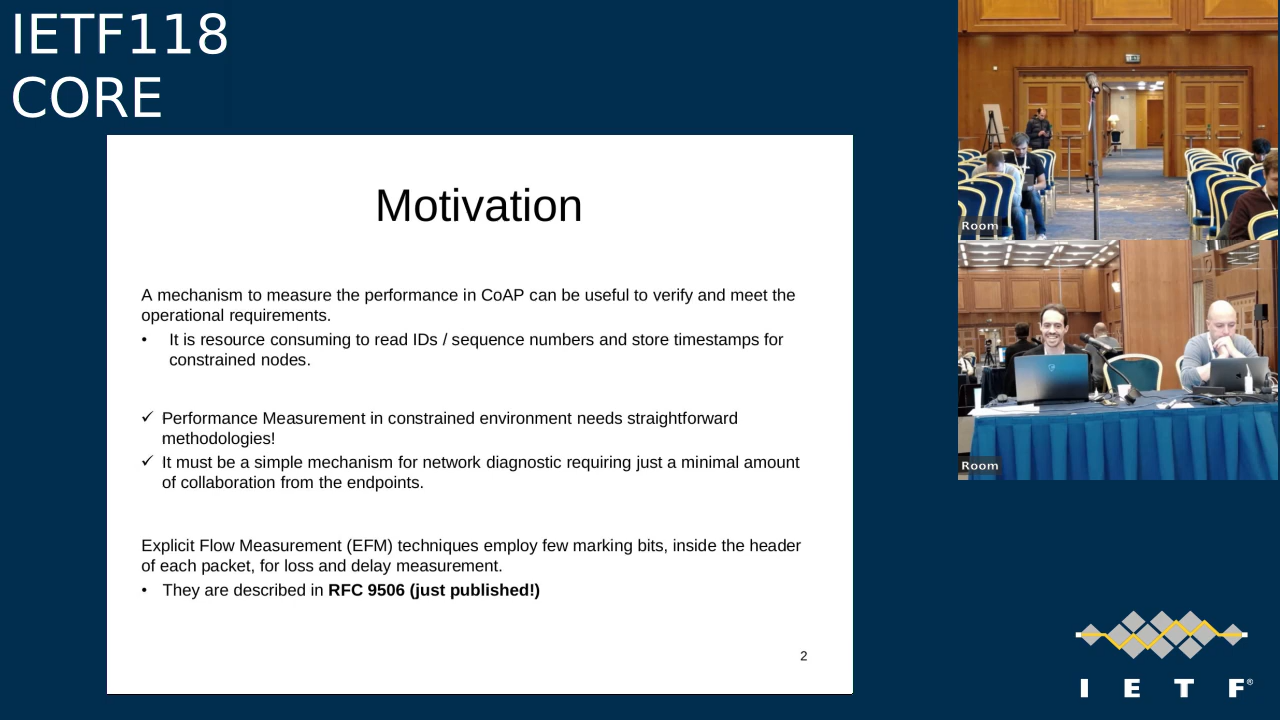 IETF118
CORE
Motivation
A mechanism to measure the performance in CoAP can be useful to verify and meet the
operational requirements.
• It is resource consuming to read IDs / sequence numbers and store timestamps for
constrained nodes.
✓ Performance Measurement in constrained environment needs straightforward
methodologies!
✓ It must be a simple mechanism for network diagnostic requiring just a minimal amount
of collaboration from the endpoints.
Explicit Flow Measurement (EFM) techniques employ few marking bits, inside the header
of each packet, for loss and delay measurement.
• They are described in RFC 9506 (just published!)
2
Room
Room
I E T F®